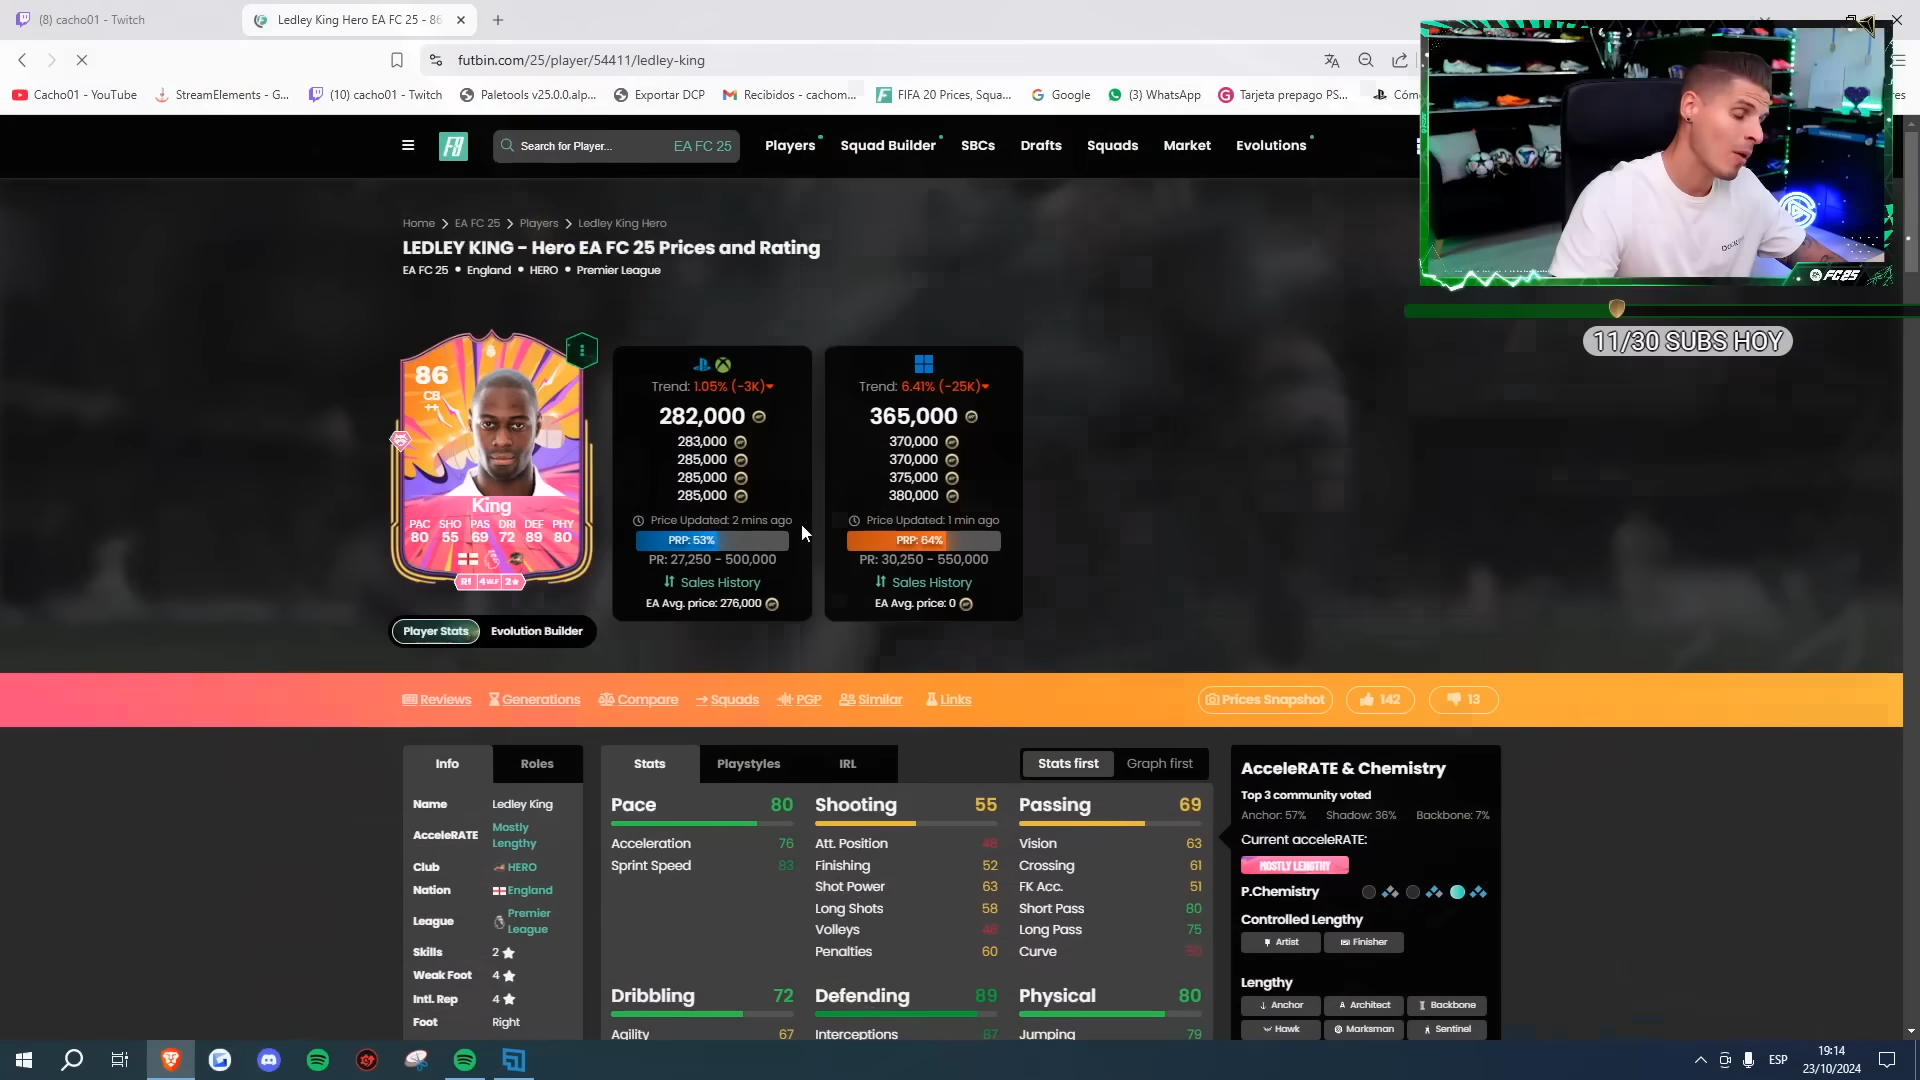 (8) cacho01 - Twitch
Ledley King Hero EA FC 25 - 86
futbin.com/25/player/54411/ledley-king
Cacho01 - YouTube
StreamElements - G...
(10) cacho01 - Twitch
Paletools v25.0.0.alp...
Exportar DCP
Recibidos - cachom...
FIFA 20 Prices, Squa...
Google
(3) WhatsApp
Tarjeta prepago PS...
Cóm
res
Search for Player...
EA FC 25
Players
Squad Builder
SBCs
Drafts
Squads
Market
Evolutions
Home > EA FC 25 > Players > Ledley King Hero
LEDLEY KING - Hero EA FC 25 Prices and Rating
EA FC 25 • England • HERO • Premier League
FC25
11/30 SUBS HOY
86
CB
++
King
PAC SHO PAS DRI DEF PHY
80 55 69 72 89 80
R 4 W.F 2
Trend: 1.05% (-3K)
282,000
283,000
285,000
285,000
285,000
Price Updated: 2 mins ago
PRP: 53%
PR: 27,250 - 500,000
Sales History
EA Avg. price: 276,000
Trend: 6.41% (-25K)
365,000
370,000
370,000
375,000
380,000
Price Updated: 1 min ago
PRP: 64%
PR: 30,250 - 550,000
Sales History
EA Avg. price: 0
Player Stats
Evolution Builder
Reviews
Generations
Compare
Squads
PGP
Similar
Links
Prices Snapshot
142
13
Info
Roles
Name Ledley King
AcceleRATE Mostly
Lengthy
Club HERO
Nation England
League Premier
League
Skills 2
Weak Foot 4
Intl. Rep 4
Foot Right
Stats
Playstyles
IRL
Stats first
Graph first
Pace 80
Acceleration 76
Sprint Speed 83
Shooting 55
Att. Position 48
Finishing 52
Shot Power 63
Long Shots 58
Volleys
Penalties 60
Passing 69
Vision 63
Crossing 61
FK Acc. 51
Short Pass 80
Long Pass 75
Curve
Dribbling 72
Agility 67
Defending 89
Interceptions 87
Physical 80
Jumping 79
AcceleRATE & Chemistry
Top 3 community voted
Anchor: 57% Shadow: 36% Backbone: 7%
Current acceleRATE:
MOSTLY LENGTHY
P.Chemistry
Controlled Lengthy
Artist
Finisher
Lengthy
Anchor
Architect
Backbone
Hawk
Marksman
Sentinel
ESP
19:14
23/10/2024